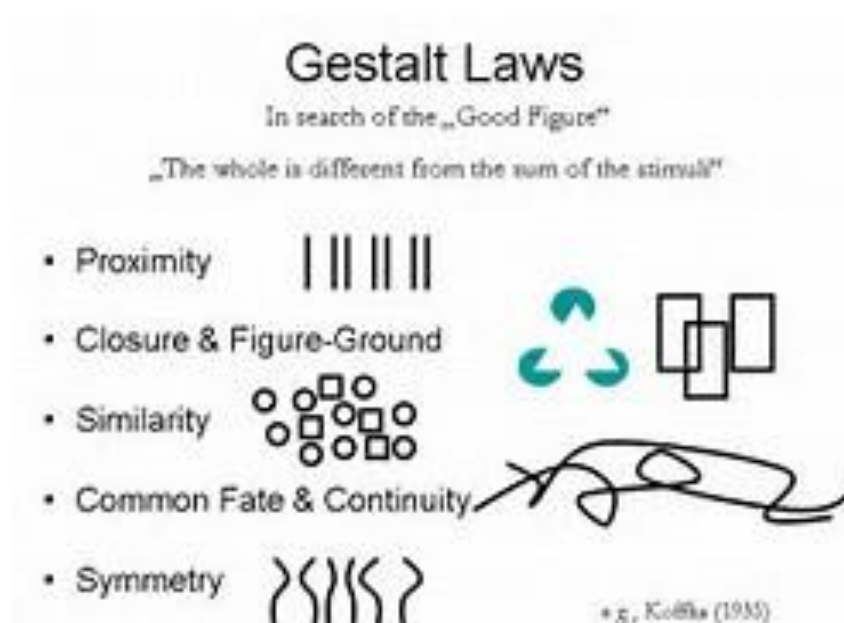 Gestalt Laws
In search of the „Good Figure”
„The whole is different from the sum of the stimuli”
• Proximity
• Closure & Figure-Ground
• Similarity
• Common Fate & Continuity
• Symmetry
e.g., Koffka (1935)